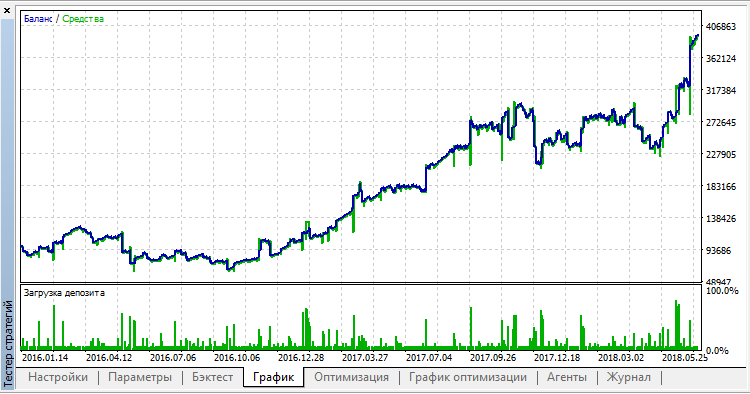 Баланс / Средства
406863
362124
317384
272645
227905
183166
138426
93686
48947
Загрузка депозита
100.0%
0.0%
2016.01.14 2016.04.12 2016.07.06 2016.10.06 2016.12.28 2017.03.27 2017.07.04 2017.09.26 2017.12.18 2018.03.02 2018.05.25
Настройки Параметры Бэктест График Оптимизация График оптимизации Агенты Журнал
Тестер стратегий